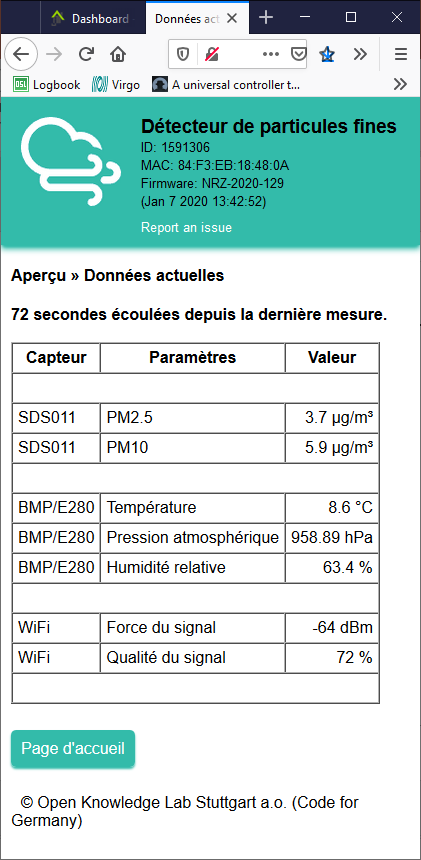 Dashboard
Données act
Logbook
Virgo
A universal controller t...
Détecteur de particules fines
ID: 1591306
MAC: 84:F3:EB:18:48:0A
Firmware: NRZ-2020-129
(Jan 7 2020 13:42:52)
Report an issue
Aperçu » Données actuelles
72 secondes écoulées depuis la dernière mesure.
Capteur Paramètres Valeur
SDS011 PM2.5 3.7 µg/m³
SDS011 PM10 5.9 µg/m³
BMP/E280 Température 8.6 °C
BMP/E280 Pression atmosphérique 958.89 hPa
BMP/E280 Humidité relative 63.4 %
WiFi Force du signal -64 dBm
WiFi Qualité du signal 72 %
Page d'accueil
© Open Knowledge Lab Stuttgart a.o. (Code for
Germany)